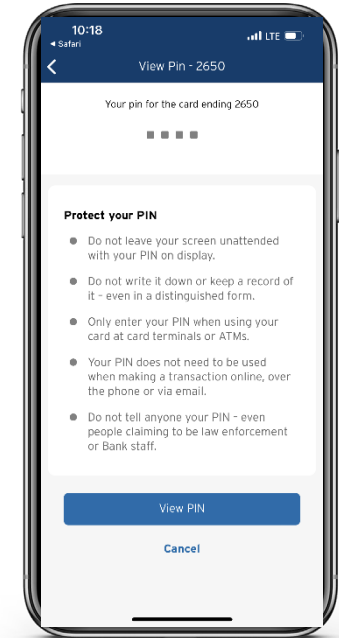 10:18
LTE
Safari
View Pin - 2650
Your pin for the card ending 2650
Protect your PIN
Do not leave your screen unattended
with your PIN on display.
Do not write it down or keep a record of
it - even in a distinguished form.
Only enter your PIN when using your
card at card terminals or ATMs.
Your PIN does not need to be used
when making a transaction online, over
the phone or via email.
Do not tell anyone your PIN - even
people claiming to be law enforcement
or Bank staff.
View PIN
Cancel